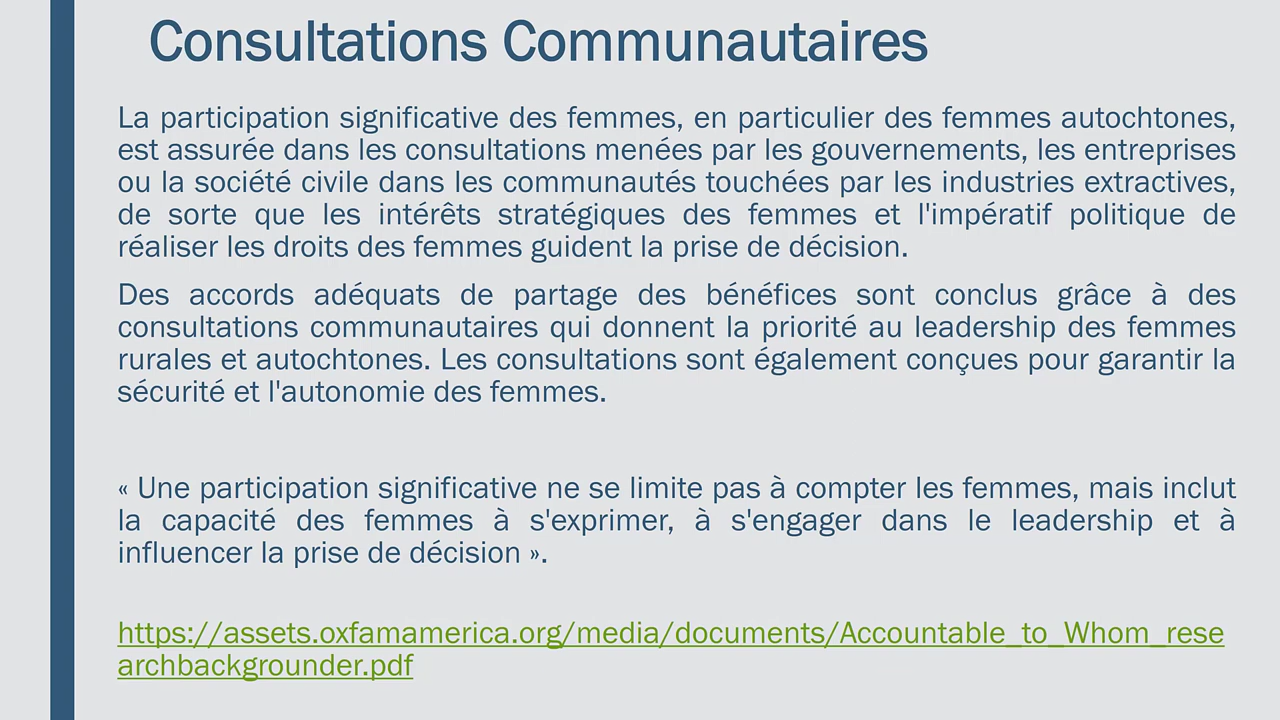 Consultations Communautaires
La participation significative des femmes, en particulier des femmes autochtones,
est assurée dans les consultations menées par les gouvernements, les entreprises
ou la société civile dans les communautés touchées par les industries extractives,
de sorte que les intérêts stratégiques des femmes et l'impératif politique de
réaliser les droits des femmes guident la prise de décision.
Des accords adéquats de partage des bénéfices sont conclus grâce à des
consultations communautaires qui donnent la priorité au leadership des femmes
rurales et autochtones. Les consultations sont également conçues pour garantir la
sécurité et l'autonomie des femmes.
« Une participation significative ne se limite pas à compter les femmes, mais inclut
la capacité des femmes à s'exprimer, à s'engager dans le leadership et à
influencer la prise de décision ».
https://assets.oxfamamerica.org/media/documents/Accountable_to_Whom_rese
archbackgrounder.pdf